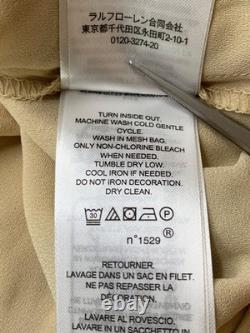 ラルフローレン合同会社
東京都千代田区永田町2-10-1
0120-3274-20
TURN INSIDE OUT.
MACHINE WASH COLD GENTLE
CYCLE.
WASH IN MESH BAG.
ONLY NON-CHLORINE BLEACH
WHEN NEEDED.
TUMBLE DRY LOW.
COOL IRON IF NEEDED.
DO NOT IRON DECORATION.
DRY CLEAN.
30
n°1529 ®
RETOURNER.
LAVAGE DANS UN SAC EN FILET.
NE PAS REPASSER LA
DÉCORATION.
LAVARE AL ROVESCIO.
LAVARE IN UN SACCHETTO IN